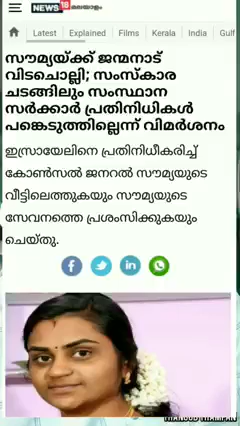 NEWS 18 മലയാളം
Latest Explained Films Kerala India Gulf
സൗമ്യയ്ക്ക് ജന്മനാട്
വിടചൊല്ലി; സംസ്കാര
ചടങ്ങിലും സംസ്ഥാന
സർക്കാർ പ്രതിനിധികൾ
പങ്കെടുത്തില്ലെന്ന് വിമർശനം
ഇസ്രായേലിനെ പ്രതിനിധീകരിച്ച്
കോൺസൽ ജനറൽ സൗമ്യയുടെ
വീട്ടിലെത്തുകയും സൗമ്യയുടെ
സേവനത്തെ പ്രശംസിക്കുകയും
ചെയ്തു.